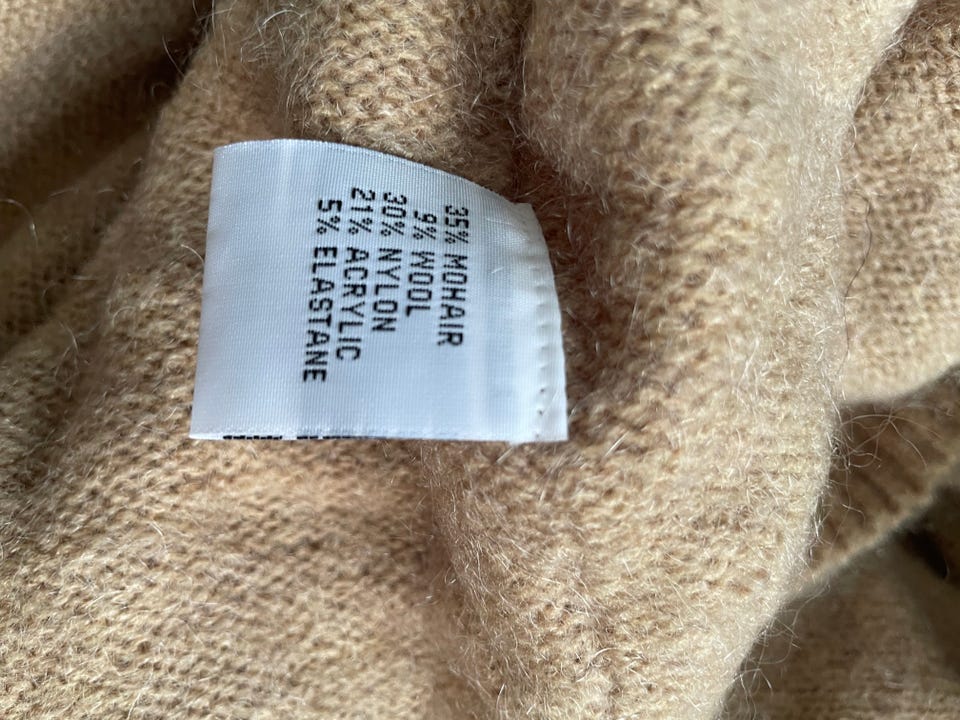 35% MOHAIR
9% WOOL
30% NYLON
21% ACRYLIC
5% ELASTANE